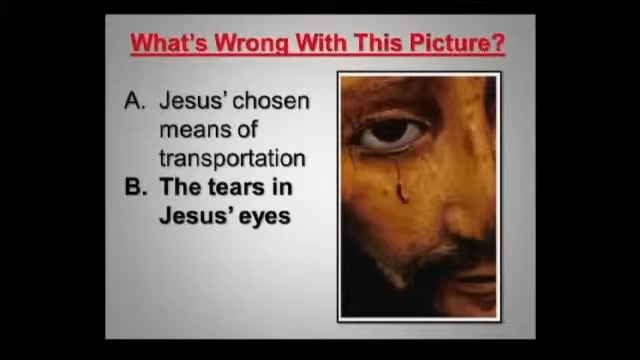 What's Wrong With This Picture?
A. Jesus' chosen
means of
transportation
B. The tears in
Jesus' eyes